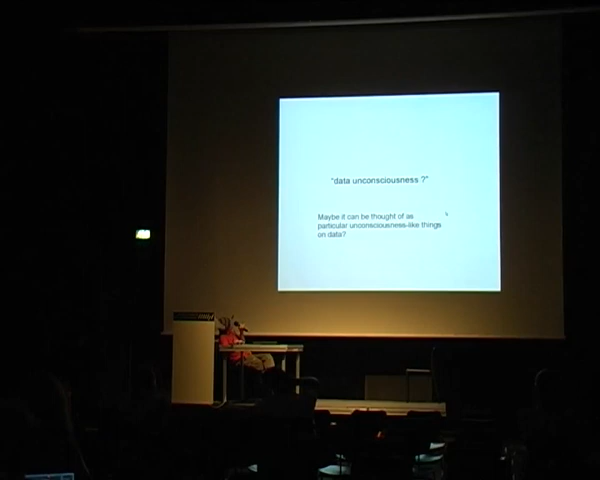 "data unconsciousness ?"
Maybe it can be thought of as
particular unconsciousness-like things
on data?